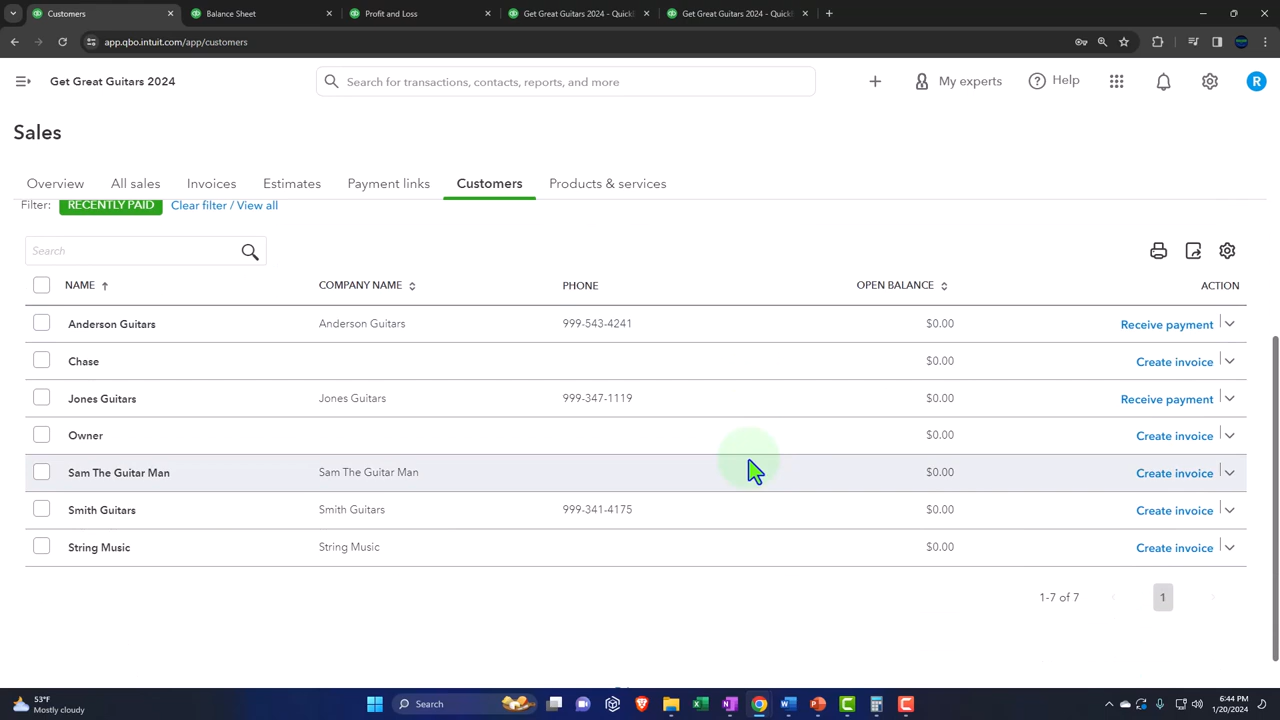 Customers
Balance Sheet
Profit and Loss
Get Great Guitars 2024 - Quick
Get Great Guitars 2024 - Quick
app.qbo.intuit.com/app/customers
Get Great Guitars 2024
Search for transactions, contacts, reports, and more
My experts
Help
R
Sales
Overview
All sales
Invoices
Estimates
Payment links
Customers
Products & services
Filter: RECENTLY PAID Clear filter / View all
Search
NAME COMPANY NAME PHONE OPEN BALANCE ACTION
Anderson Guitars Anderson Guitars 999-543-4241 $0.00 Receive payment
Chase $0.00 Create invoice
Jones Guitars Jones Guitars 999-347-1119 $0.00 Receive payment
Owner $0.00 Create invoice
Sam The Guitar Man Sam The Guitar Man $0.00 Create invoice
Smith Guitars Smith Guitars 999-341-4175 $0.00 Create invoice
String Music String Music $0.00 Create invoice
1-7 of 7 1
53°F
Mostly cloudy
Search
6:44 PM
1/20/2024